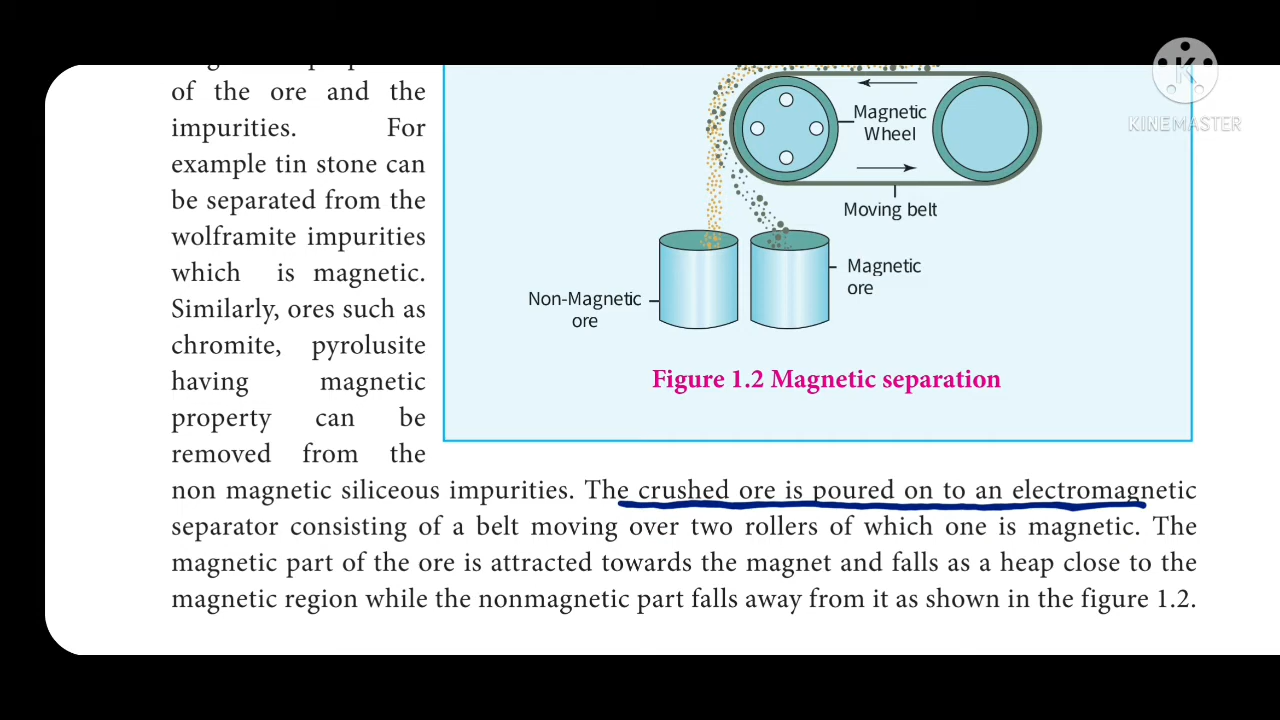 of the ore and the
impurities. For
example tin stone can
be separated from the
wolframite impurities
which is magnetic.
Similarly, ores such as
chromite, pyrolusite
having magnetic
property can be
removed from the
non magnetic siliceous impurities. The crushed ore is poured on to an electromagnetic
separator consisting of a belt moving over two rollers of which one is magnetic. The
magnetic part of the ore is attracted towards the magnet and falls as a heap close to the
magnetic region while the nonmagnetic part falls away from it as shown in the figure 1.2.
Magnetic
Wheel
Moving belt
Magnetic
ore
Non-Magnetic
ore
Figure 1.2 Magnetic separation
K
KINEMASTER